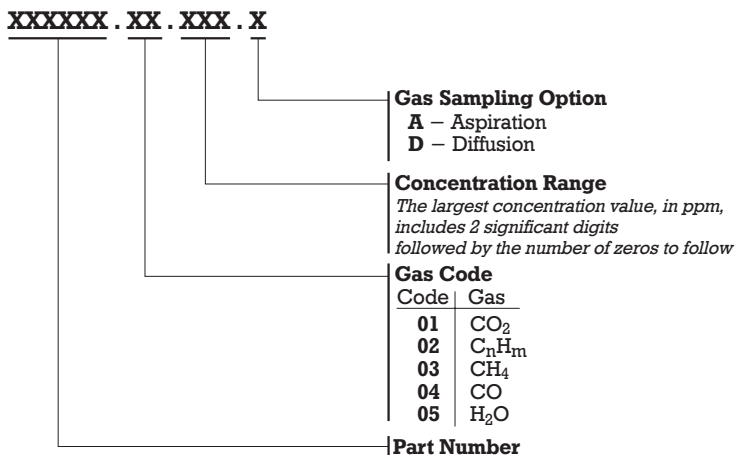 XXXXXX . XX . XXX . X
Gas Sampling Option
A – Aspiration
D – Diffusion
Concentration Range
The largest concentration value, in ppm,
includes 2 significant digits
followed by the number of zeros to follow
Gas Code
Code Gas
01 CO₂
02 CₙHₘ
03 CH₄
04 CO
05 H₂O
Part Number